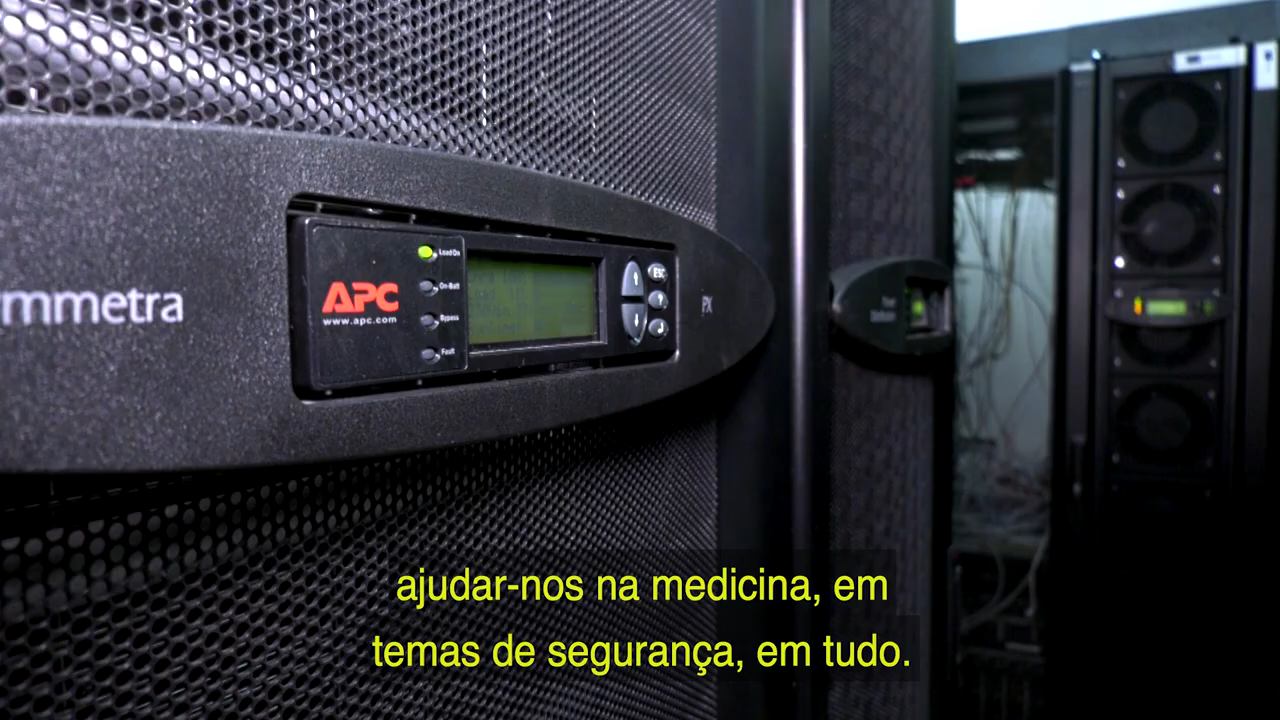 mmetra
APC
www.apc.com
Load On
On-Batt
Bypass
Fault
ESC
?
PX
ajudar-nos na medicina, em
temas de segurança, em tudo.